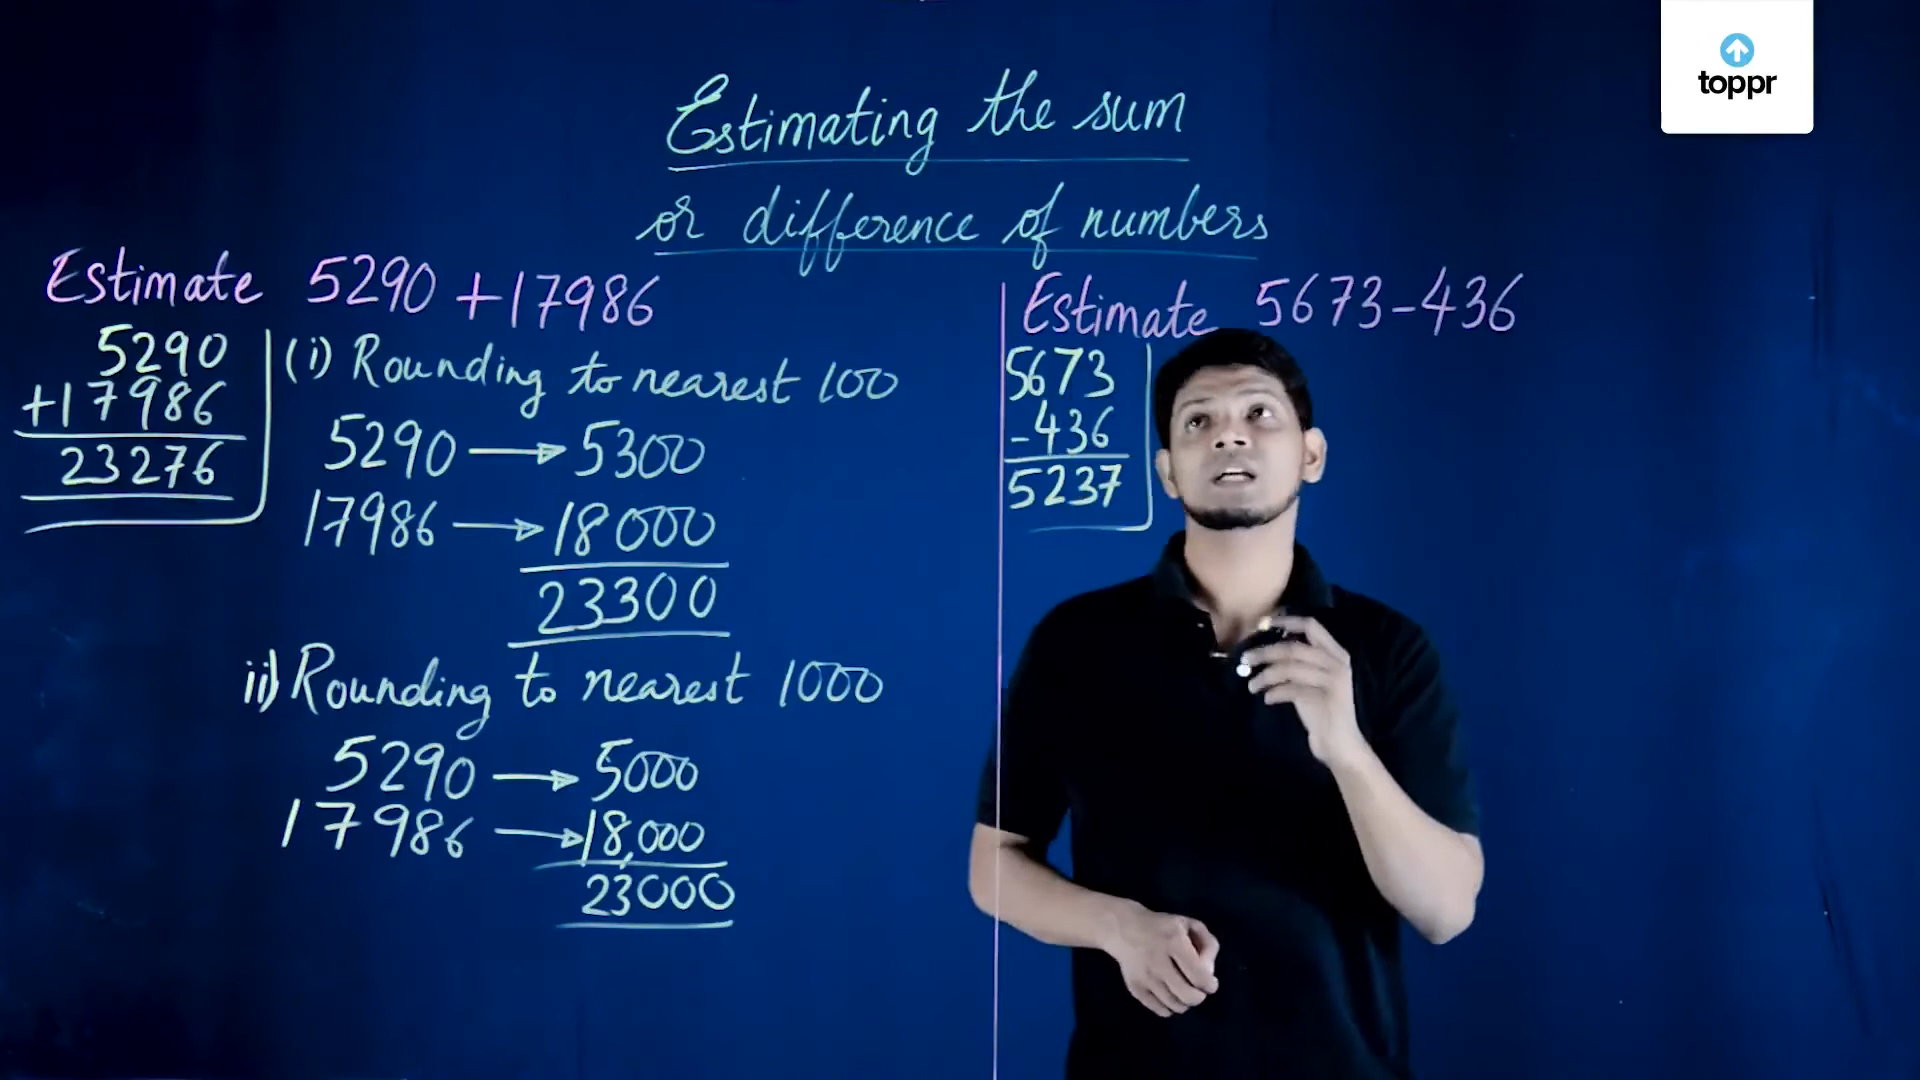 toppr
Estimating the sum
or difference of numbers
Estimate 5290 + 17986
5290
+17986
23276
(i) Rounding to nearest 100
5290 → 5300
17986 → 18000
23300
ii) Rounding to nearest 1000
5290 → 5000
17986 → 18,000
23000
Estimate 5673 - 436
5673
- 436
5237